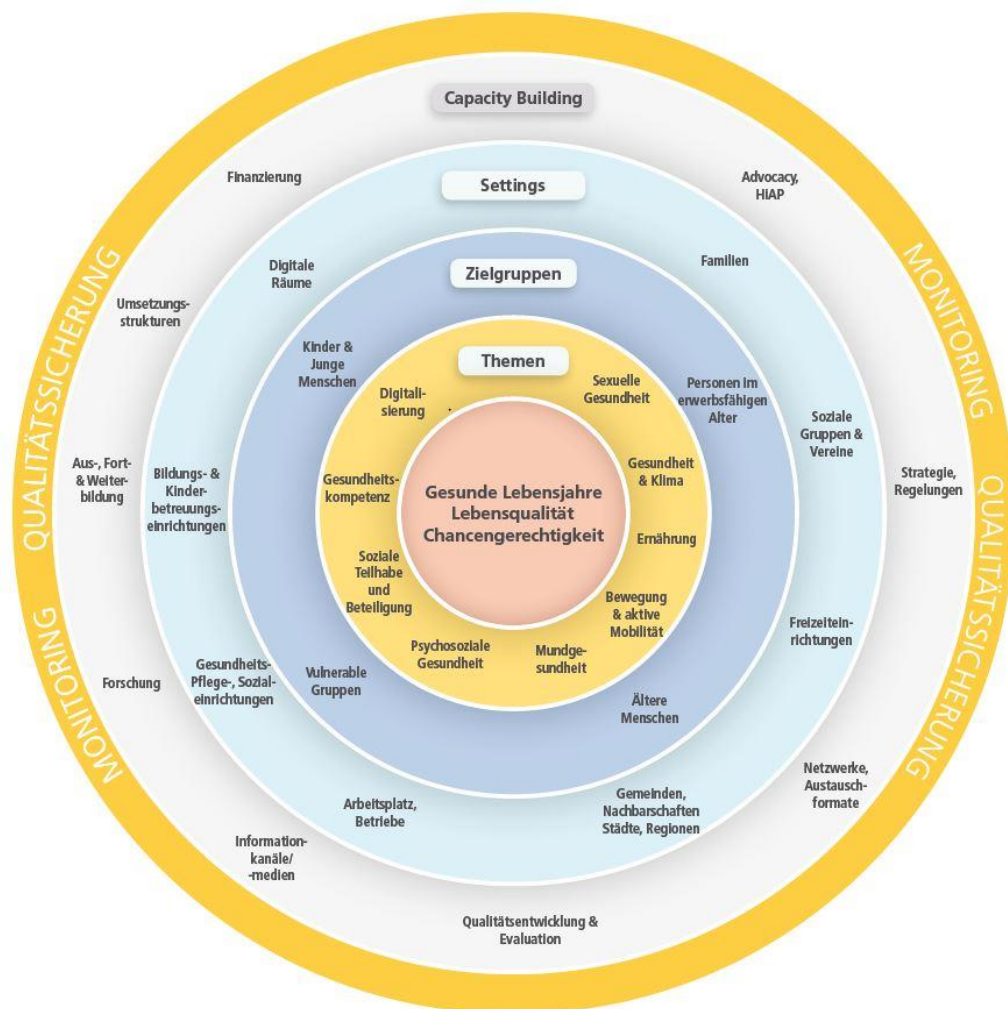 Capacity Building
Finanzierung
Advocacy,
HiAP
Umsetzungs-
strukturen
Aus-, Fort-
& Weiter-
bildung
Strategie,
Regelungen
Forschung
Netzwerke,
Austausch-
formate
Information-
kanäle/
-medien
Qualitätsentwicklung &
Evaluation
Settings
Digitale
Räume
Familien
Bildungs- &
Kinder-
betreuungs-
einrichtungen
Soziale
Gruppen &
Vereine
Gesundheits-
Pflege-, Sozial-
einrichtungen
Freizeitein-
richtungen
Arbeitsplatz,
Betriebe
Gemeinden,
Nachbarschaften
Städte, Regionen
Zielgruppen
Kinder &
Junge
Menschen
Personen im
erwerbsfähigen
Alter
Vulnerable
Gruppen
Ältere
Menschen
Themen
Digitali-
sierung
Sexuelle
Gesundheit
Gesundheits-
kompetenz
Gesundheit
& Klima
Ernährung
Soziale
Teilhabe
und
Beteiligung
Bewegung
& aktive
Mobilität
Psychosoziale
Gesundheit
Mundge-
sundheit
Gesunde Lebensjahre
Lebensqualität
Chancengerechtigkeit
QUALITÄTSSICHERUNG
MONITORING
MONITORING
QUALITÄTSSICHERUNG